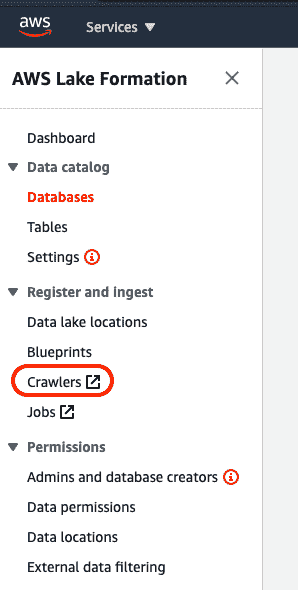 aws
Services
AWS Lake Formation
Dashboard
Data catalog
Databases
Tables
Settings
Register and ingest
Data lake locations
Blueprints
Crawlers
Jobs
Permissions
Admins and database creators
Data permissions
Data locations
External data filtering